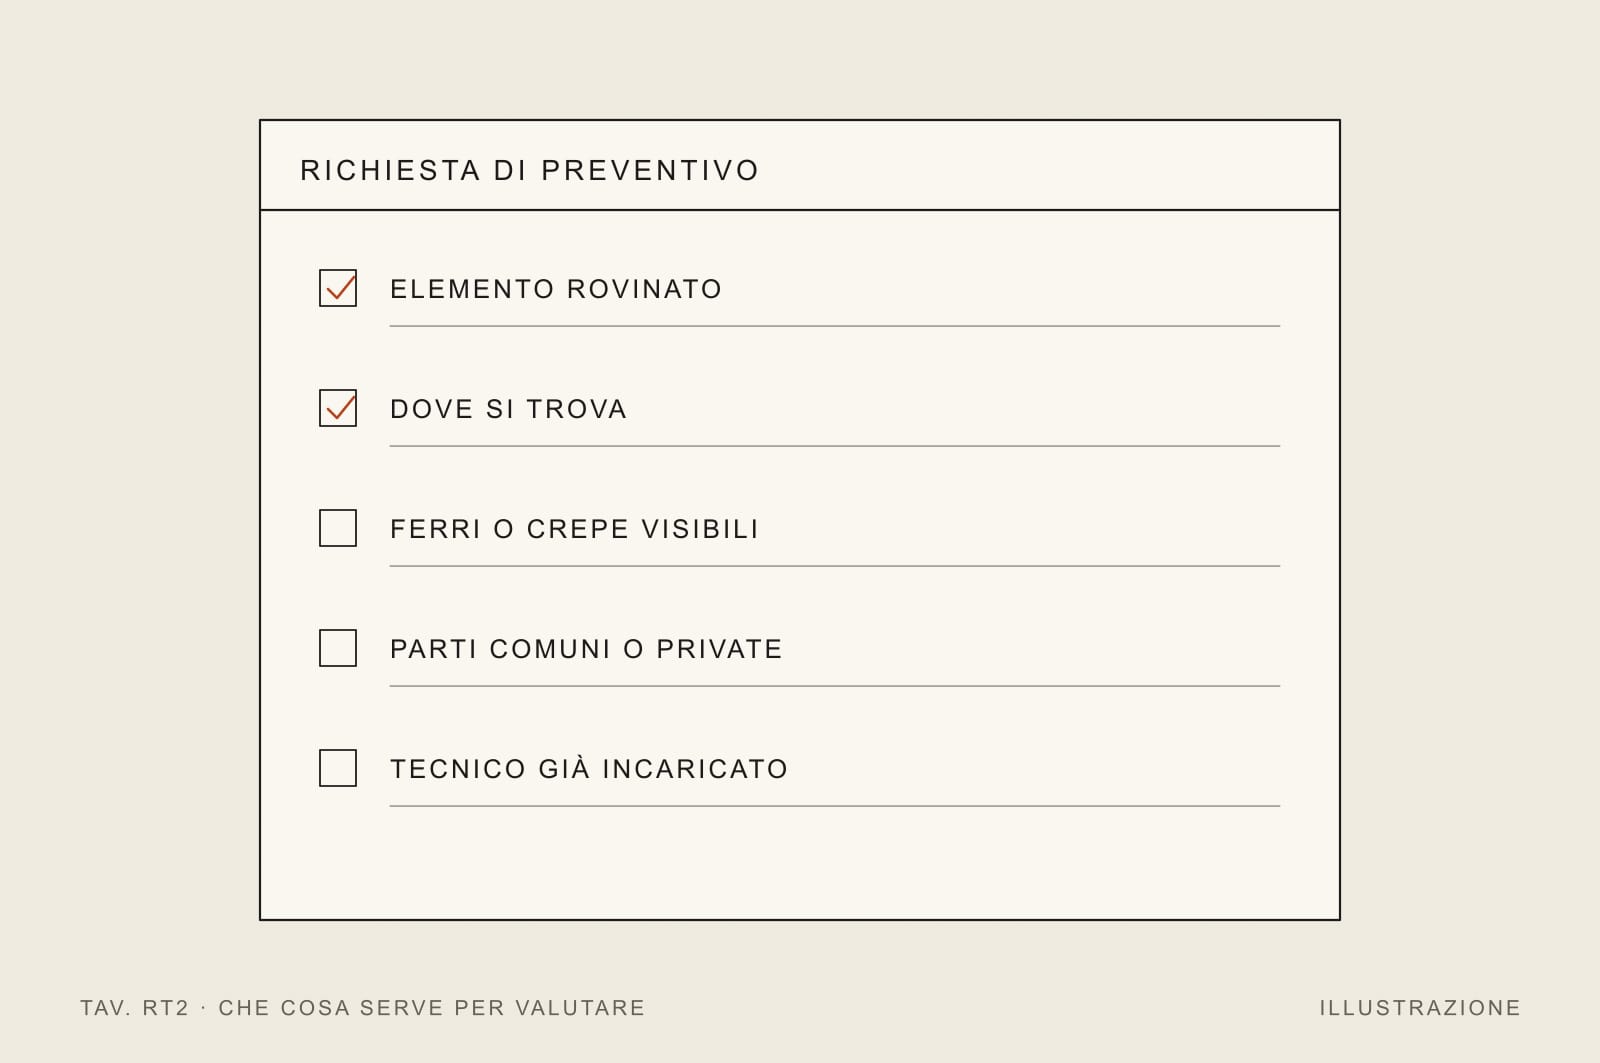 RICHIESTA DI PREVENTIVO
ELEMENTO ROVINATO
DOVE SI TROVA
FERRI O CREPE VISIBILI
PARTI COMUNI O PRIVATE
TECNICO GIÀ INCARICATO
TAV. RT2 · CHE COSA SERVE PER VALUTARE
ILLUSTRAZIONE